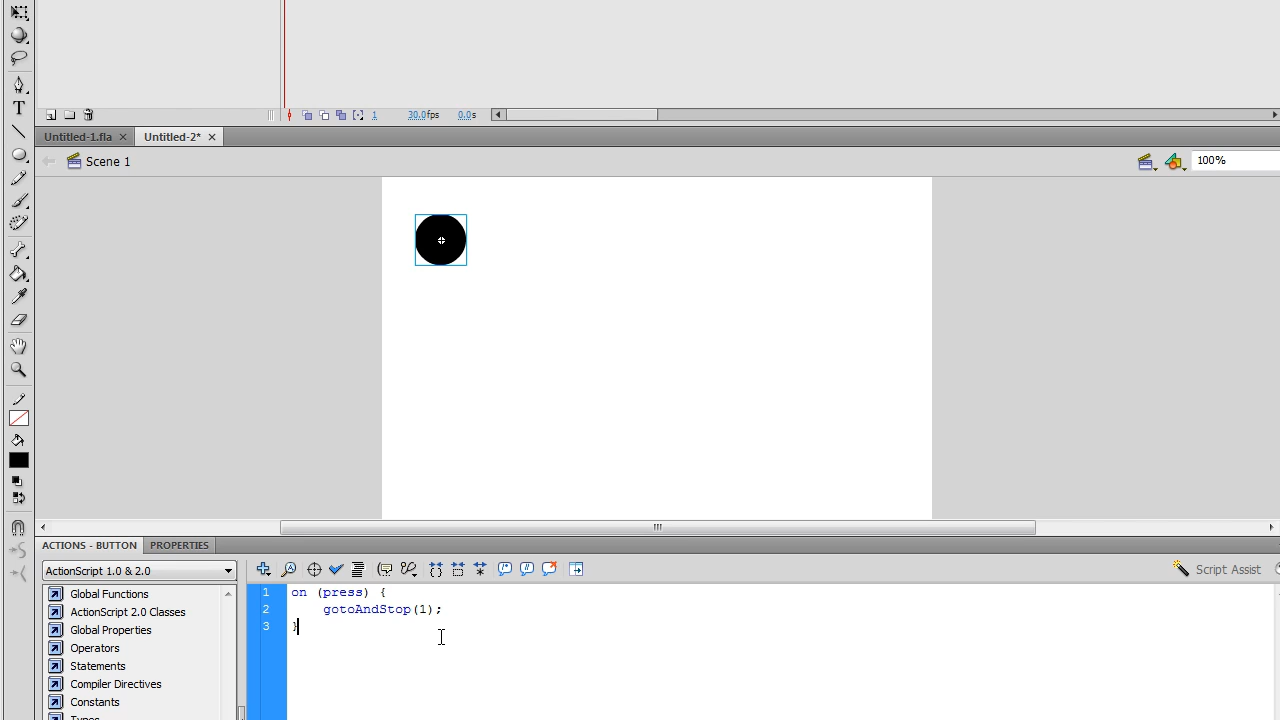 1
30.0fps
0.0s
Untitled-1.fla
Untitled-2*
Scene 1
100%
ACTIONS - BUTTON
PROPERTIES
ActionScript 1.0 & 2.0
Script Assist
Global Functions
ActionScript 2.0 Classes
Global Properties
Operators
Statements
Compiler Directives
Constants
Types
1 on (press) {
2 gotoAndStop(1);
3 }